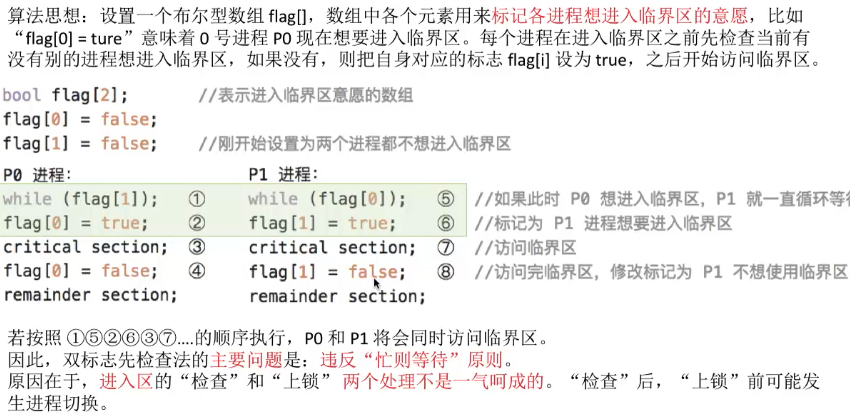 算法思想：设置一个布尔型数组 flag[]，数组中各个元素用来标记各进程想进入临界区的意愿，比如
“flag[0] = ture”意味着 0 号进程 P0 现在想要进入临界区。每个进程在进入临界区之前先检查当前有
没有别的进程想进入临界区，如果没有，则把自身对应的标志 flag[i] 设为 true，之后开始访问临界区。
bool flag[2]; //表示进入临界区意愿的数组
flag[0] = false;
flag[1] = false; //刚开始设置为两个进程都不想进入临界区
P0 进程： P1 进程：
while (flag[1]); ① while (flag[0]); ⑤ //如果此时 P0 想进入临界区，P1 就一直循环等
flag[0] = true; ② flag[1] = true; ⑥ //标记为 P1 进程想要进入临界区
critical section; ③ critical section; ⑦ //访问临界区
flag[0] = false; ④ flag[1] = false; ⑧ //访问完临界区，修改标记为 P1 不想使用临界区
remainder section; remainder section;
若按照 ①⑤②⑥③⑦....的顺序执行，P0 和 P1 将会同时访问临界区。
因此，双标志先检查法的主要问题是：违反“忙则等待”原则。
原因在于，进入区的“检查”和“上锁” 两个处理不是一气呵成的。“检查”后，“上锁”前可能发
生进程切换。